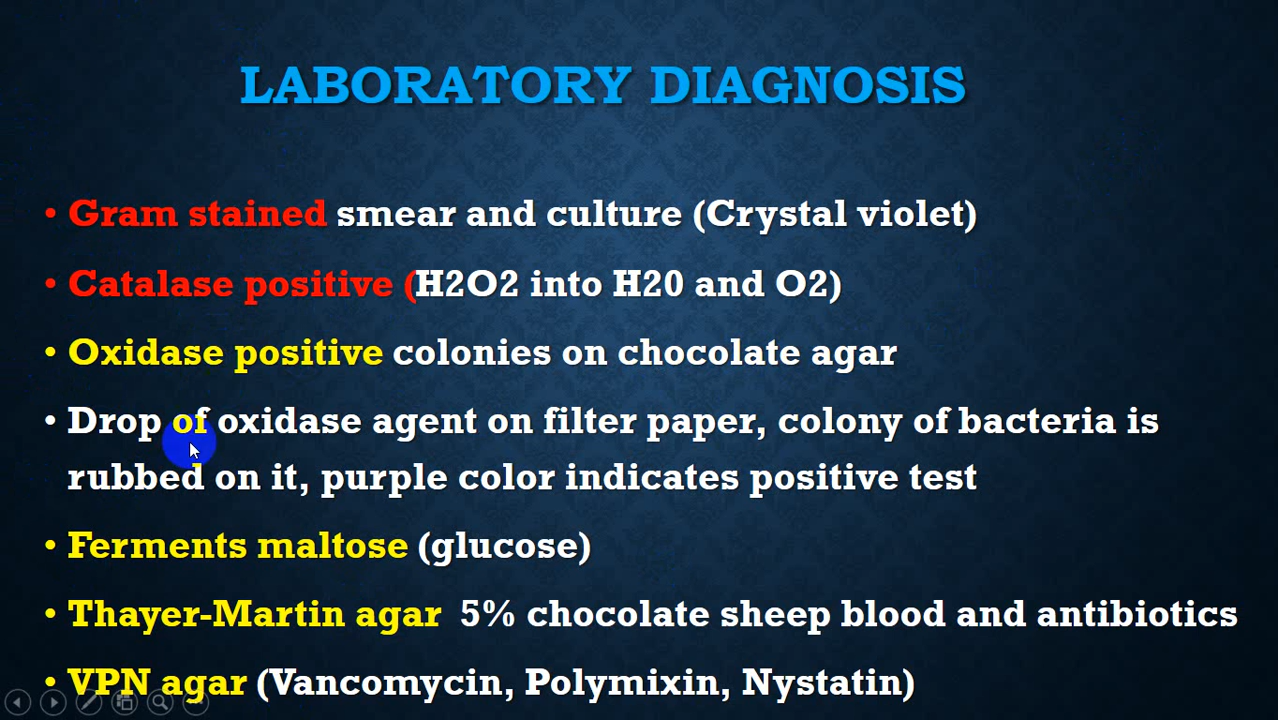 LABORATORY DIAGNOSIS
• Gram stained smear and culture (Crystal violet)
• Catalase positive (H2O2 into H20 and O2)
• Oxidase positive colonies on chocolate agar
• Drop of oxidase agent on filter paper, colony of bacteria is
rubbed on it, purple color indicates positive test
• Ferments maltose (glucose)
• Thayer-Martin agar 5% chocolate sheep blood and antibiotics
• VPN agar (Vancomycin, Polymixin, Nystatin)